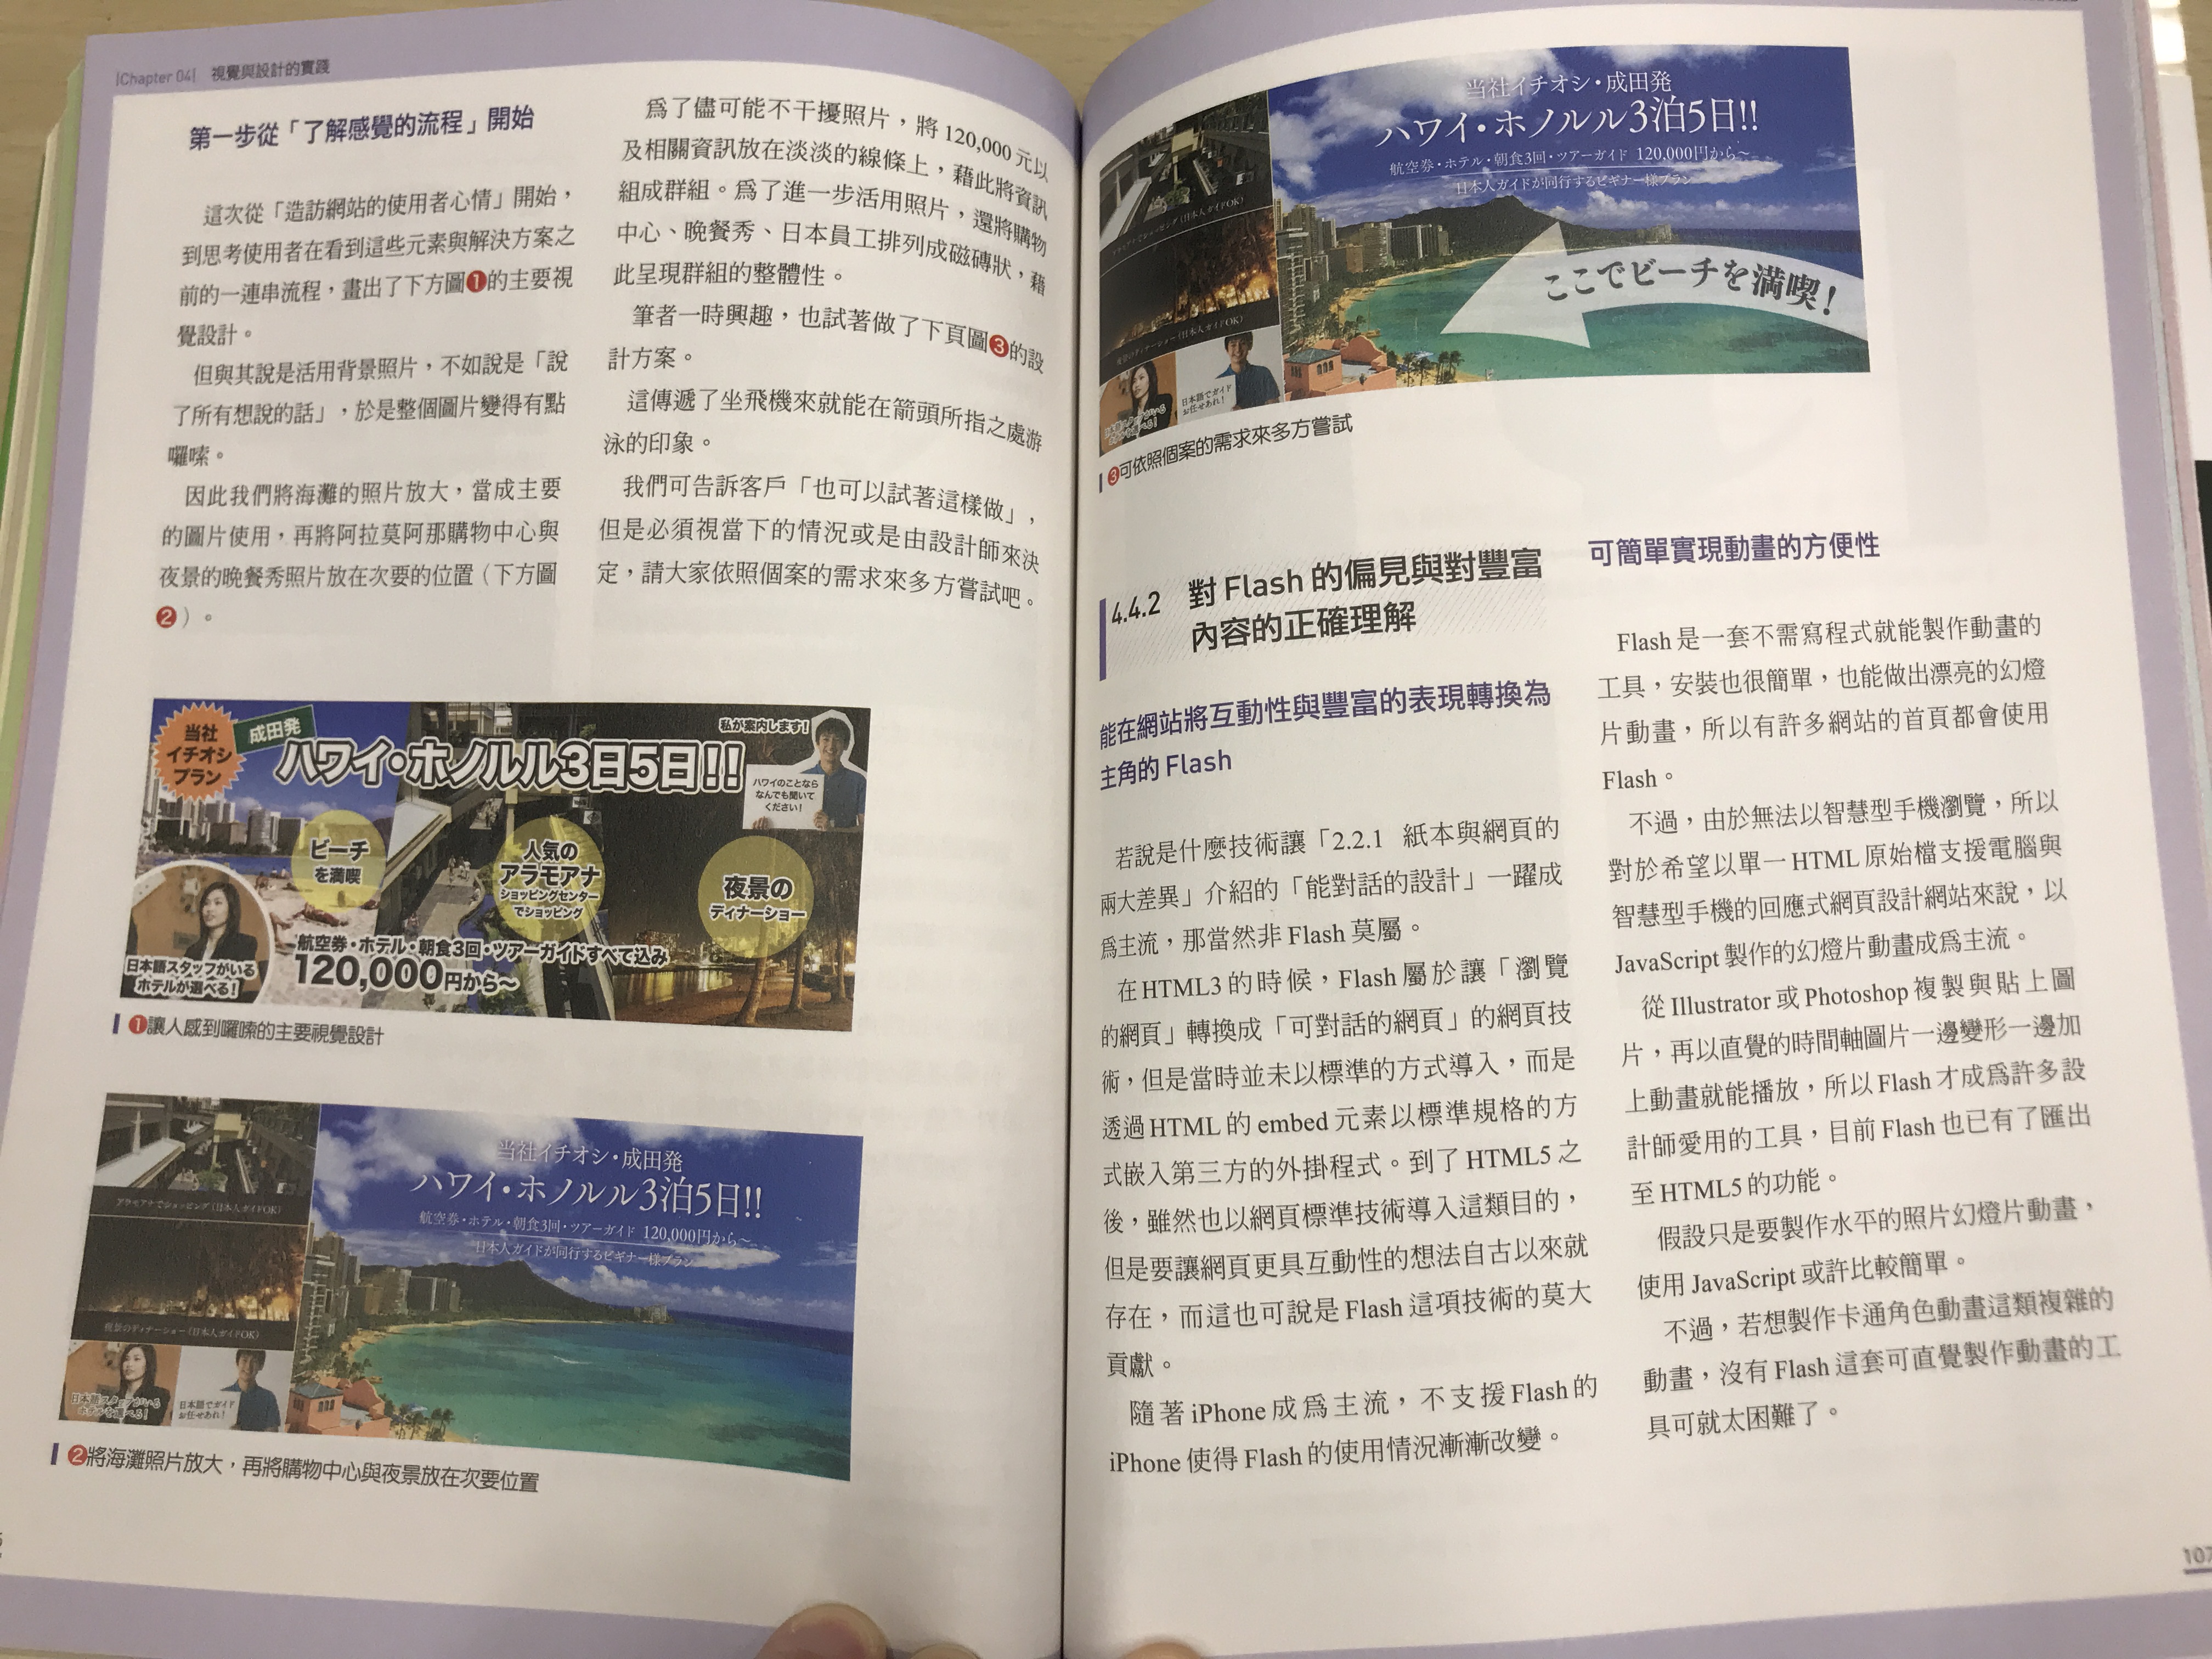 |Chapter 04| 視覺與設計的實踐
第一步從「了解感覺的流程」開始
這次從「造訪網站的使用者心情」開始，
到思考使用者在看到這些元素與解決方案之
前的一連串流程，畫出了下方圖❶的主要視
覺設計。
但與其說是活用背景照片，不如說是「說
了所有想說的話」，於是整個圖片變得有點
囉嗦。
因此我們將海灘的照片放大，當成主要
的圖片使用，再將阿拉莫阿那購物中心與
夜景的晚餐秀照片放在次要的位置（下方圖
❷）。
為了儘可能不干擾照片，將 120,000 元以
及相關資訊放在淡淡的線條上，藉此將資訊
組成群組。為了進一步活用照片，還將購物
中心、晚餐秀、日本員工排列成磁磚狀，藉
此呈現群組的整體性。
筆者一時興趣，也試著做了下頁圖❸的設
計方案。
這傳遞了坐飛機來就能在箭頭所指之處游
泳的印象。
我們可告訴客戶「也可以試著這樣做」，
但是必須視當下的情況或是由設計師來決
定，請大家依照個案的需求來多方嘗試吧。
当社
イチオシ
プラン
成田発
ハワイ・ホノルル3日5日!!
私が案内します!
ハワイのことなら
なんでも聞いて
ください!
ビーチ
を満喫
人気の
アラモアナ
ショッピングセンター
でショッピング
夜景の
ディナーショー
日本語スタッフがいる
ホテルが選べる!
航空券・ホテル・朝食3回・ツアーガイドすべて込み
120,000円から〜
❶讓人感到囉嗦的主要視覺設計
当社イチオシ・成田発
ハワイ・ホノルル3泊5日!!
航空券・ホテル・朝食3回・ツアーガイド 120,000円から〜
日本人ガイドが同行するビギナー様プラン
アラモアナでショッピング（日本人ガイドOK）
夜景のディナーショー（日本人ガイドOK）
日本語スタッフがいる
ホテルを選べる!
日本語でガイド
お任せあれ!
❷將海灘照片放大，再將購物中心與夜景放在次要位置
当社イチオシ・成田発
ハワイ・ホノルル3泊5日!!
航空券・ホテル・朝食3回・ツアーガイド 120,000円から〜
日本人ガイドが同行するビギナー様プラン
アラモアナでショッピング（日本人ガイドOK）
夜景のディナーショー（日本人ガイドOK）
日本語スタッフがいる
ホテルを選べる!
日本語でガイド
お任せあれ!
ここでビーチを満喫!
❸可依照個案的需求來多方嘗試
4.4.2 對 Flash 的偏見與對豐富
內容的正確理解
能在網站將互動性與豐富的表現轉換為
主角的 Flash
若說是什麼技術讓「2.2.1 紙本與網頁的
兩大差異」介紹的「能對話的設計」一躍成
為主流，那當然非 Flash 莫屬。
在 HTML3 的時候，Flash 屬於讓「瀏覽
的網頁」轉換成「可對話的網頁」的網頁技
術，但是當時並未以標準的方式導入，而是
透過 HTML 的 embed 元素以標準規格的方
式嵌入第三方的外掛程式。到了 HTML5 之
後，雖然也以網頁標準技術導入這類目的，
但是要讓網頁更具互動性的想法自古以來就
存在，而這也可說是 Flash 這項技術的莫大
貢獻。
隨著 iPhone 成為主流，不支援 Flash 的
iPhone 使得 Flash 的使用情況漸漸改變。
可簡單實現動畫的方便性
Flash 是一套不需寫程式就能製作動畫的
工具，安裝也很簡單，也能做出漂亮的幻燈
片動畫，所以有許多網站的首頁都會使用
Flash。
不過，由於無法以智慧型手機瀏覽，所以
對於希望以單一 HTML 原始檔支援電腦與
智慧型手機的回應式網頁設計網站來說，以
JavaScript 製作的幻燈片動畫成為主流。
從 Illustrator 或 Photoshop 複製與貼上圖
片，再以直覺的時間軸圖片一邊變形一邊加
上動畫就能播放，所以 Flash 才成為許多設
計師愛用的工具，目前 Flash 也已有了匯出
至 HTML5 的功能。
假設只是要製作水平的照片幻燈片動畫，
使用 JavaScript 或許比較簡單。
不過，若想製作卡通角色動畫這類複雜的
動畫，沒有 Flash 這套可直覺製作動畫的工
具可就太困難了。
107